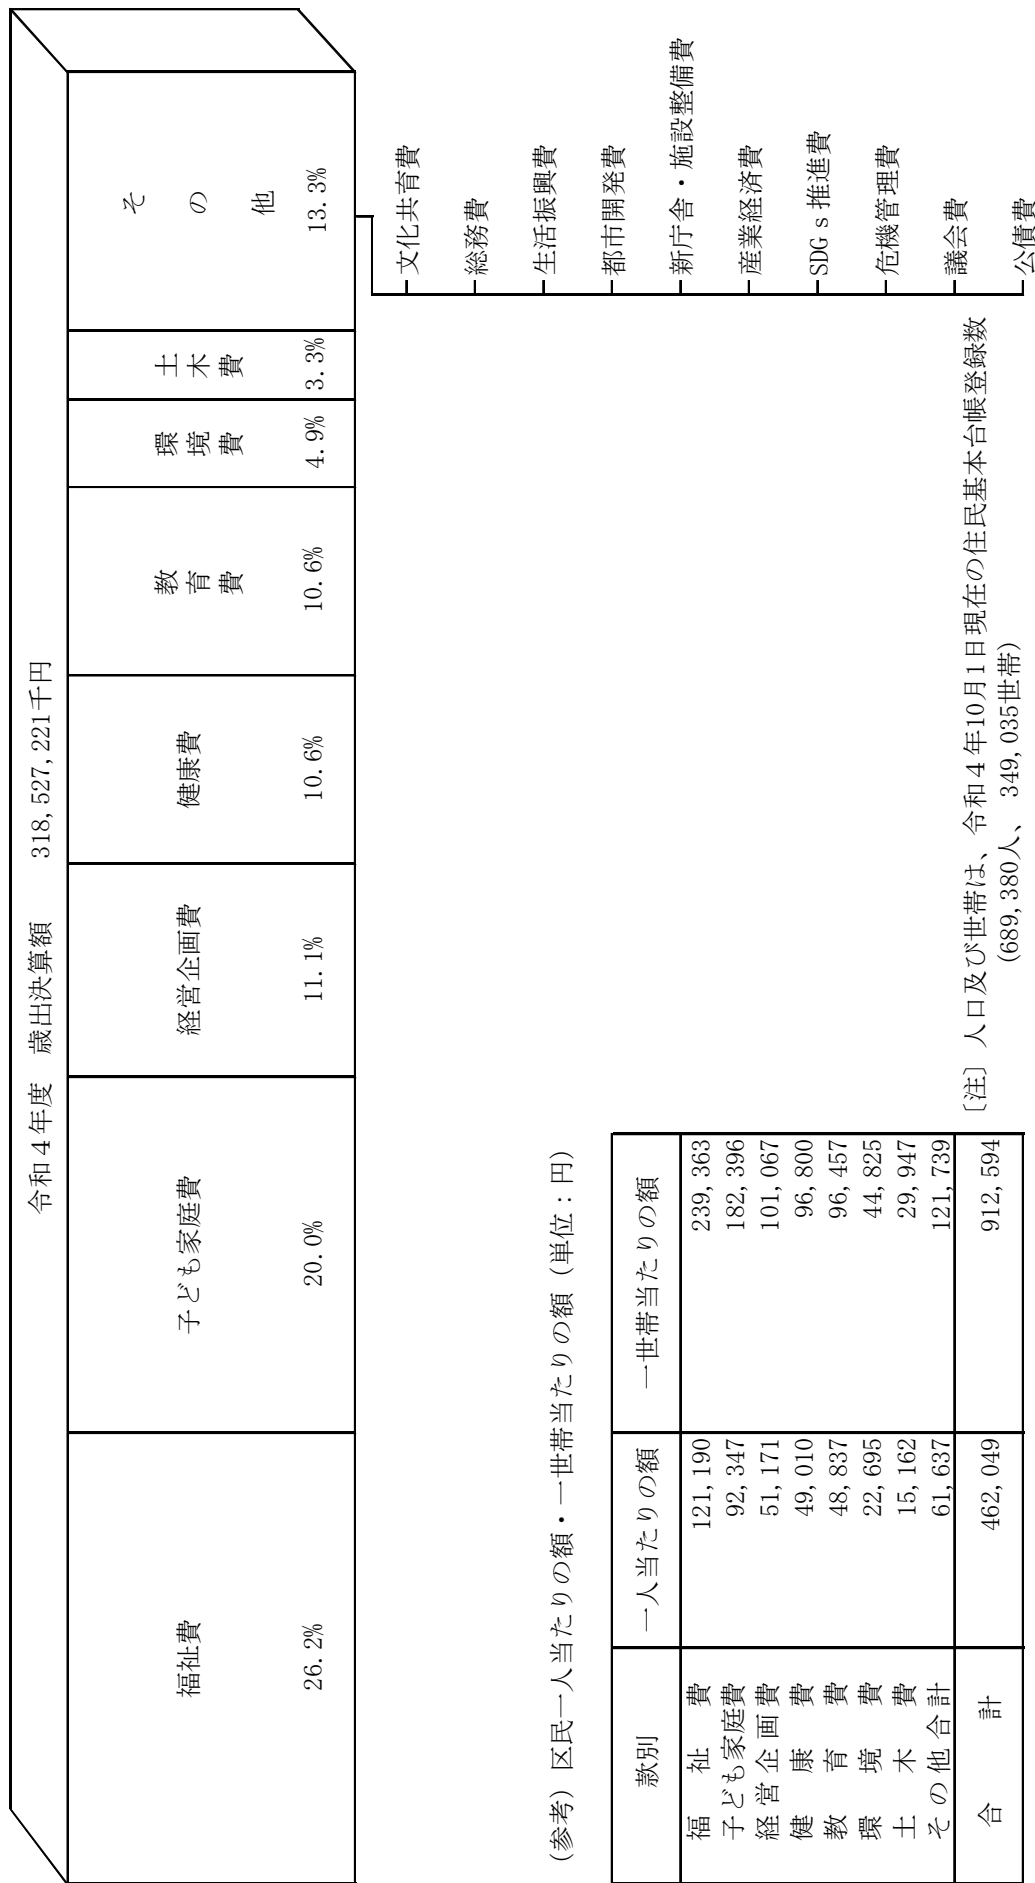 令和４年度　歳出決算額　318,527,221千円
福祉費　子ども家庭費　経営企画費　健康費　教育費　環境費　土木費　その他
26.2%　20.0%　11.1%　10.6%　10.6%　4.9%　3.3%　13.3%
文化共育費
総務費
生活振興費
都市開発費
新庁舎・施設整備費
産業経済費
SDGｓ推進費
危機管理費
議会費
公債費
(参考) 区民一人当たりの額・一世帯当たりの額（単位：円）
款別　一人当たりの額　一世帯当たりの額
福祉費　121,190　239,363
子ども家庭費　92,347　182,396
経営企画費　51,171　101,067
健康費　49,010　96,800
教育費　48,837　96,457
環境費　22,695　44,825
土木費　15,162　29,947
その他合計　61,637　121,739
合計　462,049　912,594
〔注〕人口及び世帯は、令和４年10月1日現在の住民基本台帳登録数
(689,380人、 349,035世帯)